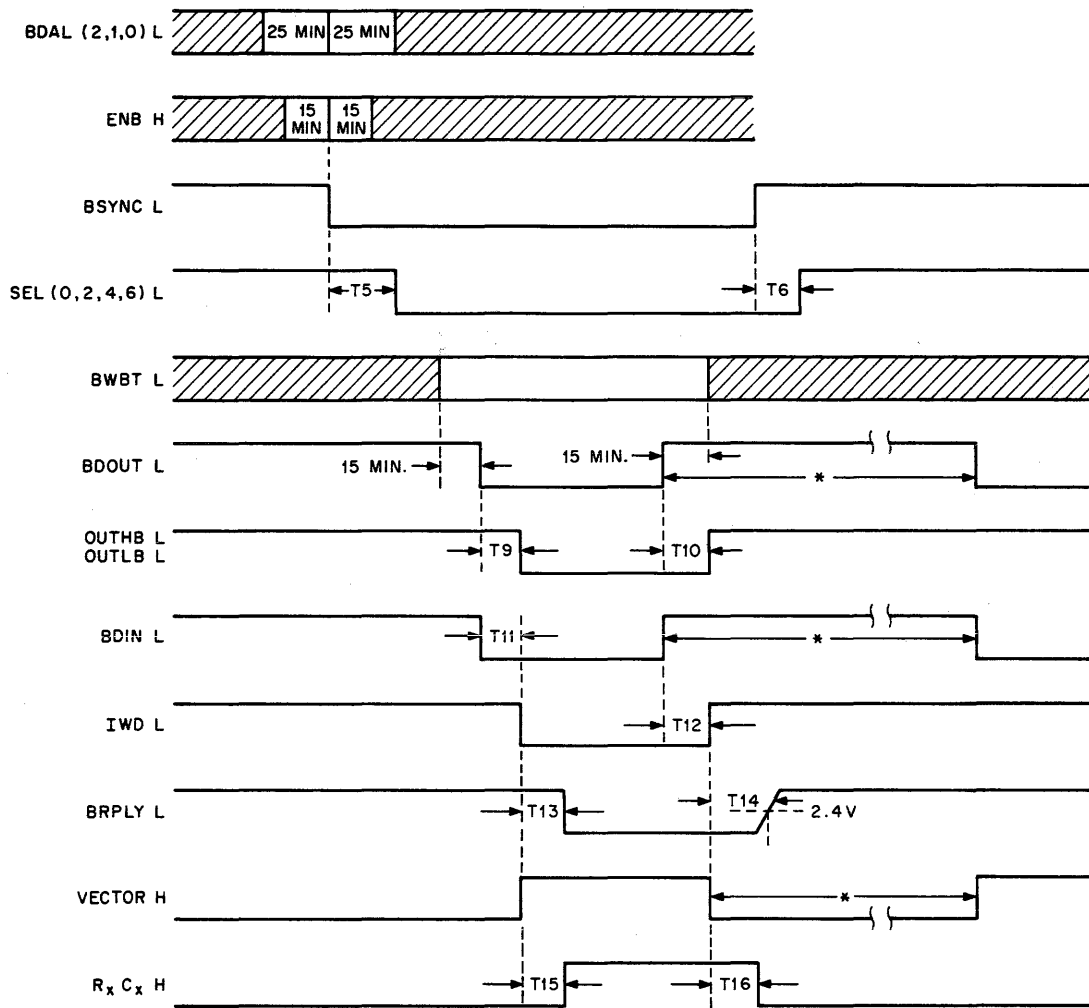 BDAL (2,1,0) L
25 MIN 25 MIN
ENB H
15 MIN 15 MIN
BSYNC L
SEL (0,2,4,6) L
T5 T6
BWBT L
BDOUT L
15 MIN. 15 MIN.
*
OUTHB L
OUTLB L
T9 T10
BDIN L
T11 *
IWD L
T12
BRPLY L
T13 T14
2.4V
VECTOR H
*
Rx Cx H
T15 T16